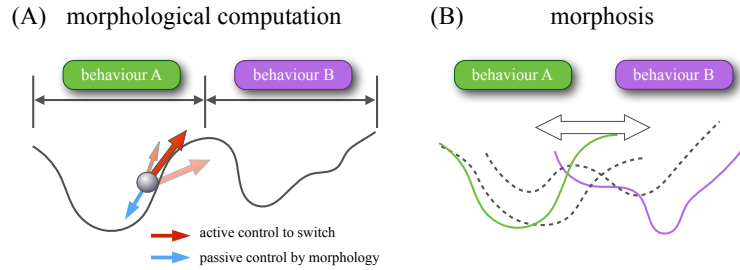 (A) morphological computation
behaviour A
behaviour B
active control to switch
passive control by morphology
(B) morphosis
behaviour A
behaviour B